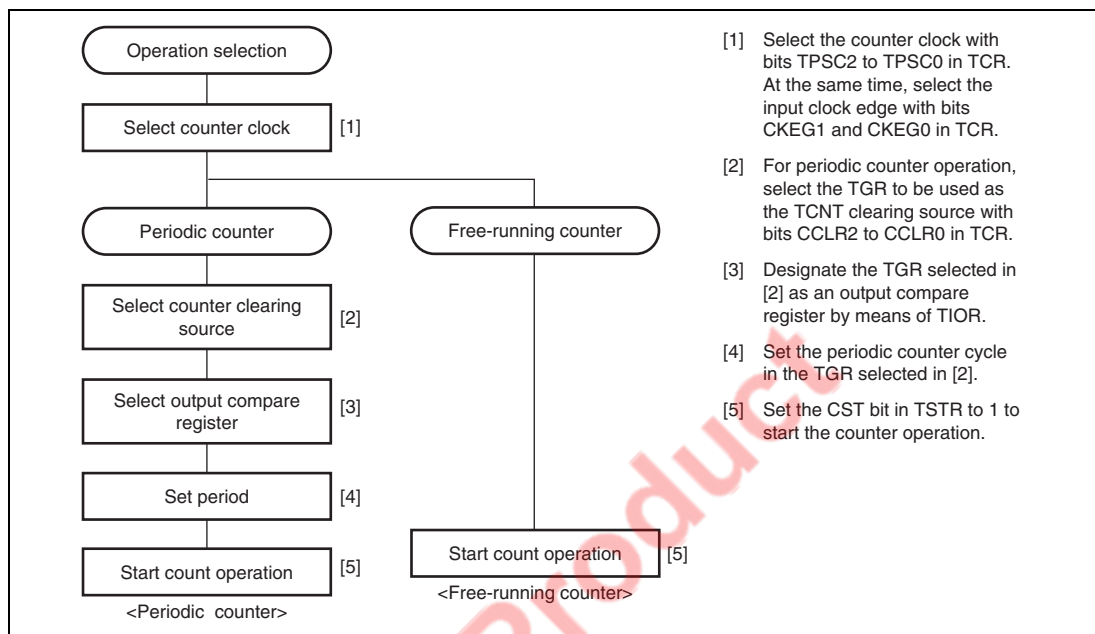 Operation selection
Select counter clock
[1]
Periodic counter
Free-running counter
Select counter clearing
source
[2]
Select output compare
register
[3]
Set period
[4]
Start count operation
[5]
<Periodic counter>
Start count operation
[5]
<Free-running counter>
[1] Select the counter clock with
bits TPSC2 to TPSC0 in TCR.
At the same time, select the
input clock edge with bits
CKEG1 and CKEG0 in TCR.
[2] For periodic counter operation,
select the TGR to be used as
the TCNT clearing source with
bits CCLR2 to CCLR0 in TCR.
[3] Designate the TGR selected in
[2] as an output compare
register by means of TIOR.
[4] Set the periodic counter cycle
in the TGR selected in [2].
[5] Set the CST bit in TSTR to 1 to
start the counter operation.
Product